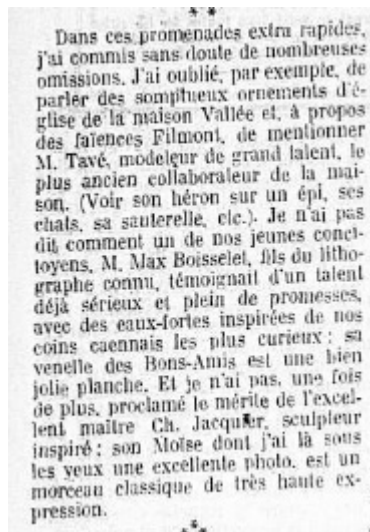 Dans ces promenades extra rapides,
j'ai commis sans doute de nombreuses
omissions. J'ai oublié, par exemple, de
parler des somptueux ornements d'é-
glise de la maison Vallée et, à propos
des faïences Filmont, de mentionner
M. Tavé, modeleur de grand talent, le
plus ancien collaborateur de la mai-
son. (Voir son héron sur un épi, ses
chats, sa sauterelle, etc.). Je n'ai pas
dit comment un de nos jeunes conci-
toyens, M. Max Boisselet, fils du litho-
graphe connu, témoignait d'un talent
déjà sérieux et plein de promesses,
avec des eaux-fortes inspirées de nos
coins caennais les plus curieux : sa
venelle des Bons-Amis est une bien
jolie planche. Et je n'ai pas, une fois
de plus, proclamé le mérite de l'excel-
lent maître Ch. Jacquier, sculpteur
inspiré ; son Moïse dont j'ai là sous
les yeux une excellente photo, est un
morceau classique de très haute ex-
pression.